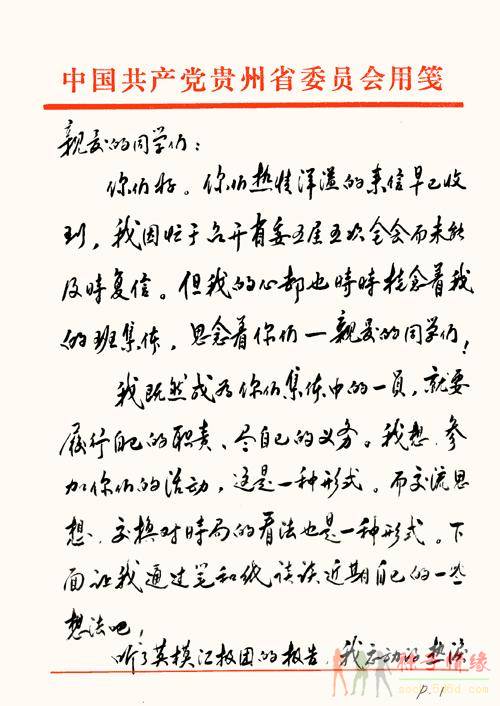 中国共产党贵州省委员会用笺
亲爱的同学们：
你们好。你们热情洋溢的来信早已收
到，我因忙于召开省委五届五次全会而未能
及时复信。但我的心却也時時挂念着我
的班集体，思念着你们—亲爱的同学们！
我既然成为你们集体中的一员，就要
履行自己的职责、尽自己的义务。我想，参
加你们的活动，这是一种形式。而交流思
想、交换对時局的看法也是一种形式。下
面让我通过笔和纸谈谈近期自己的一些
想法吧！
听了英模汇报团的报告，我感动得热泪
P.1